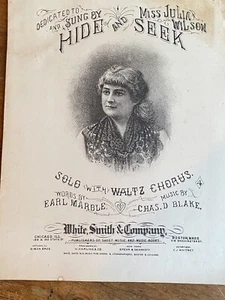 DEDICATED TO
AND SUNG BY
MISS JULIA WILSON
HIDE AND SEEK
SOLO (WITH) WALTZ CHORUS.
WORDS BY
EARL MARBLE.
MUSIC BY
CHAS. D. BLAKE.
White, Smith & Company,
PUBLISHERS OF SHEET MUSIC AND MUSIC BOOKS.
CHICAGO, ILL.
BOSTON, MASS.